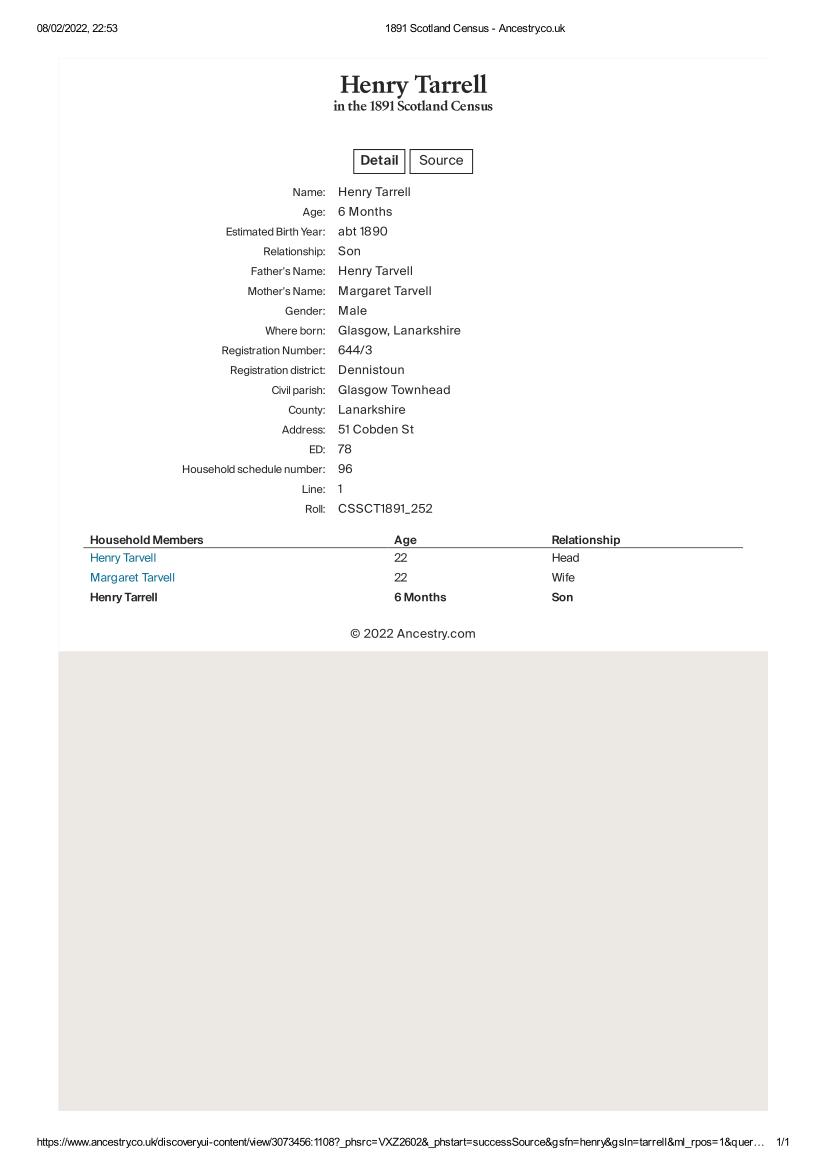 08/02/2022, 22:53 1891 Scotland Census - Ancestry.co.uk
Henry Tarrell
in the 1891 Scotland Census
Detail Source
Name: Henry Tarrell
Age: 6 Months
Estimated Birth Year: abt 1890
Relationship: Son
Father's Name: Henry Tarvell
Mother's Name: Margaret Tarvell
Gender: Male
Where born: Glasgow, Lanarkshire
Registration Number: 644/3
Registration district: Dennistoun
Civil parish: Glasgow Townhead
County: Lanarkshire
Address: 51 Cobden St
ED: 78
Household schedule number: 96
Line: 1
Roll: CSSCT1891_252
Household Members Age Relationship
Henry Tarvell 22 Head
Margaret Tarvell 22 Wife
Henry Tarrell 6 Months Son
© 2022 Ancestry.com
https://www.ancestry.co.uk/discoveryui-content/view/3073456:1108?_phsrc=VXZ2602&_phstart=successSource&gsfn=henry&gsln=tarrell&ml_rpos=1&quer… 1/1